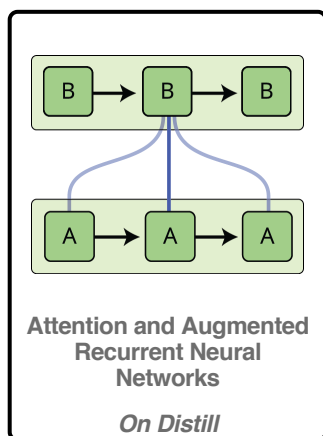 B B B
A A A
Attention and Augmented
Recurrent Neural
Networks
On Distill